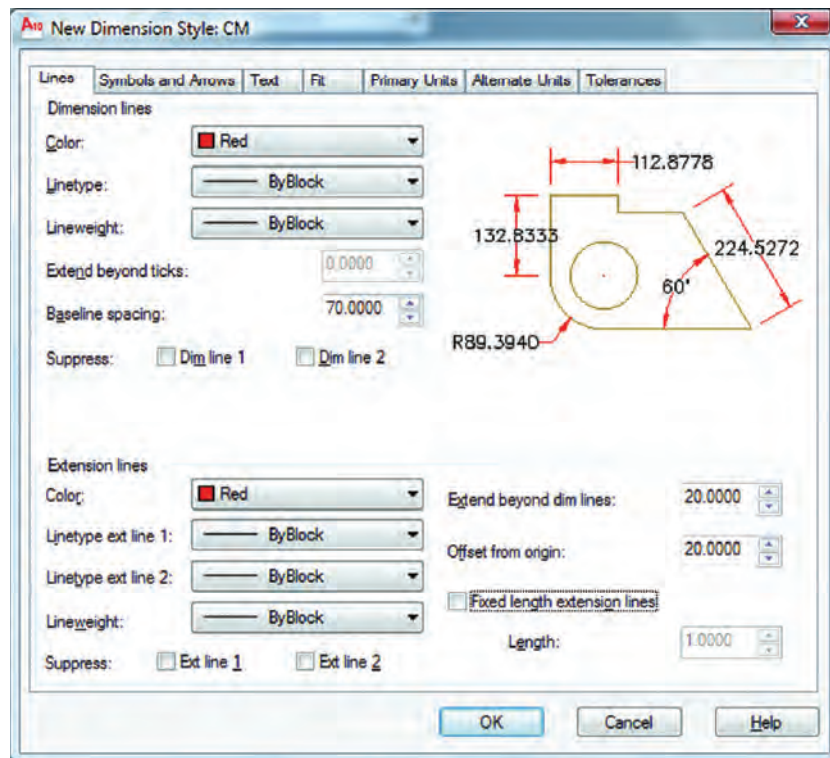 A10 New Dimension Style: CM
Lines Symbols and Arrows Text Fit Primary Units Alternate Units Tolerances
Dimension lines
Color: Red
Linetype: ByBlock
Lineweight: ByBlock
Extend beyond ticks: 0.0000
Baseline spacing: 70.0000
Suppress: Dim line 1 Dim line 2
112.8778
132.8333
224.5272
60°
R89.3940
Extension lines
Color: Red
Linetype ext line 1: ByBlock
Linetype ext line 2: ByBlock
Lineweight: ByBlock
Suppress: Ext line 1 Ext line 2
Extend beyond dim lines: 20.0000
Offset from origin: 20.0000
Fixed length extension lines
Length: 1.0000
OK Cancel Help